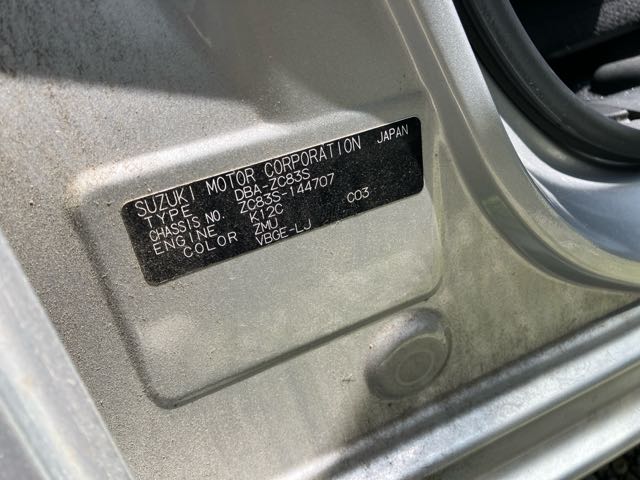 SUZUKI MOTOR CORPORATION JAPAN
TYPE DBA-ZC83S
CHASSIS NO. ZC83S-144707
ENGINE K12C C03
COLOR ZMU
VBGE-LJ